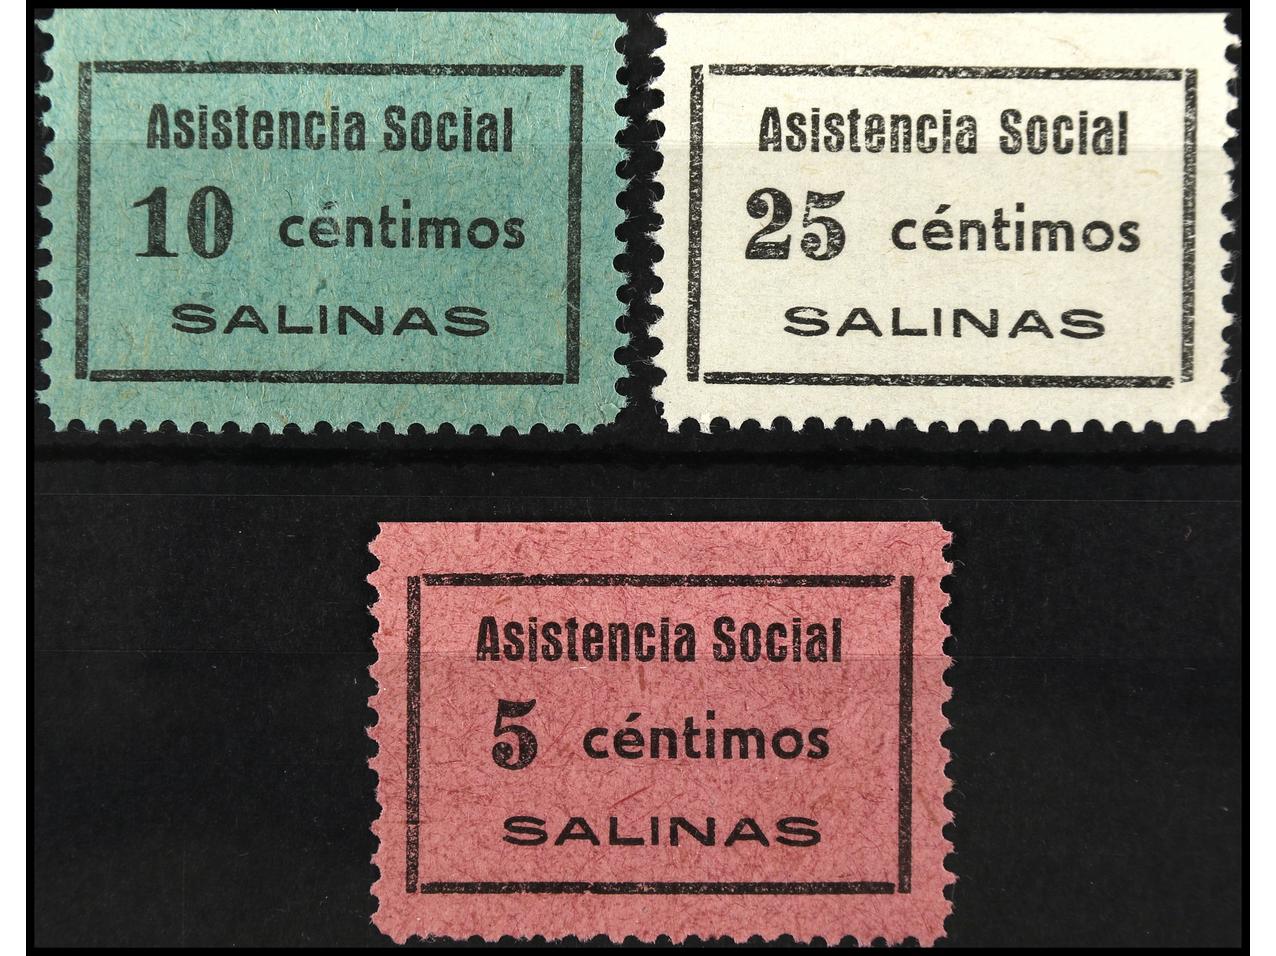 Asistencia Social
10 céntimos
SALINAS
Asistencia Social
25 céntimos
SALINAS
Asistencia Social
5 céntimos
SALINAS